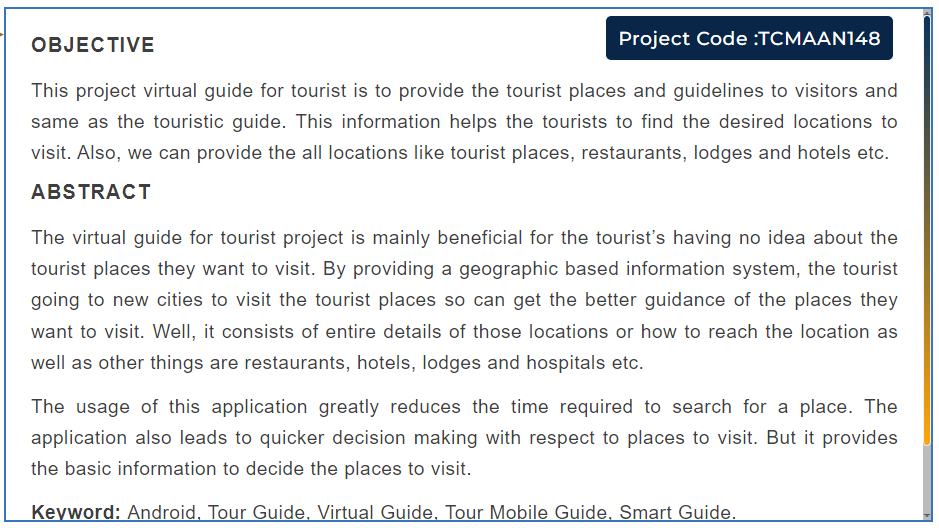 OBJECTIVE
Project Code :TCMAAN148
This project virtual guide for tourist is to provide the tourist places and guidelines to visitors and
same as the touristic guide. This information helps the tourists to find the desired locations to
visit. Also, we can provide the all locations like tourist places, restaurants, lodges and hotels etc.
ABSTRACT
The virtual guide for tourist project is mainly beneficial for the tourist’s having no idea about the
tourist places they want to visit. By providing a geographic based information system, the tourist
going to new cities to visit the tourist places so can get the better guidance of the places they
want to visit. Well, it consists of entire details of those locations or how to reach the location as
well as other things are restaurants, hotels, lodges and hospitals etc.
The usage of this application greatly reduces the time required to search for a place. The
application also leads to quicker decision making with respect to places to visit. But it provides
the basic information to decide the places to visit.
Keyword: Android, Tour Guide, Virtual Guide, Tour Mobile Guide, Smart Guide.